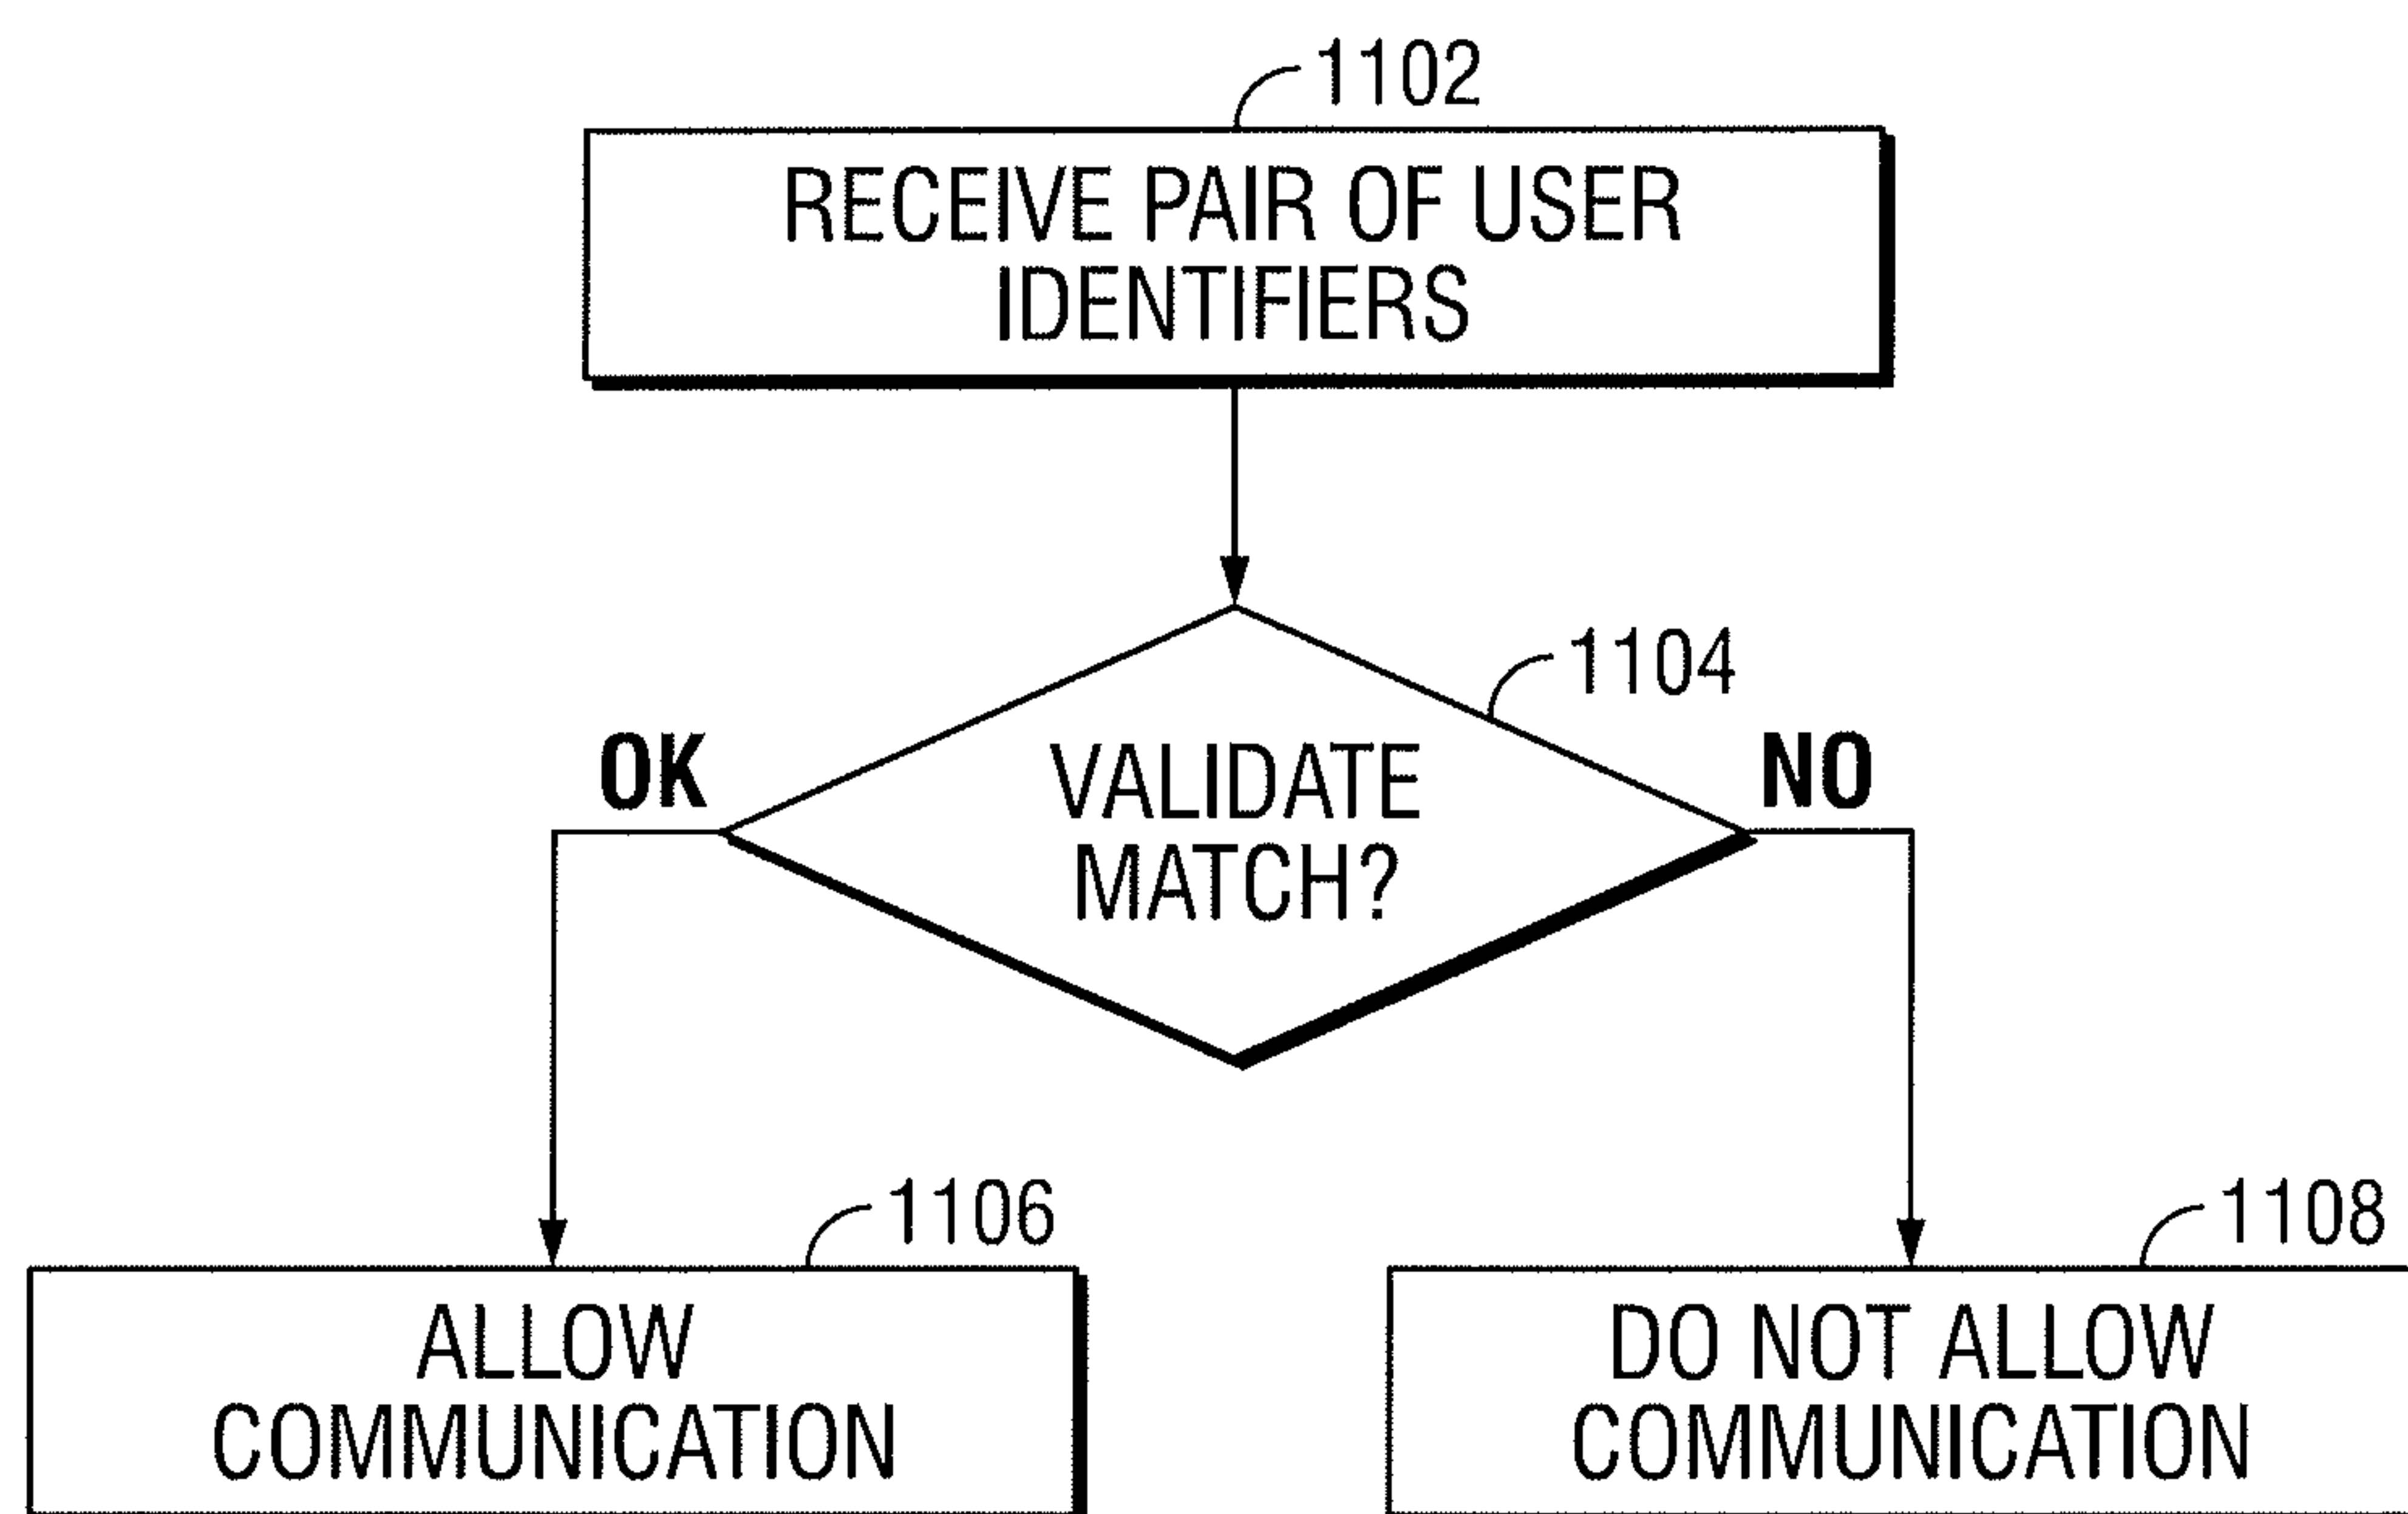 1102
RECEIVE PAIR OF USER
IDENTIFIERS
1104
OK
NO
VALIDATE
MATCH?
1106
1108
ALLOW
COMMUNICATION
DO NOT ALLOW
COMMUNICATION